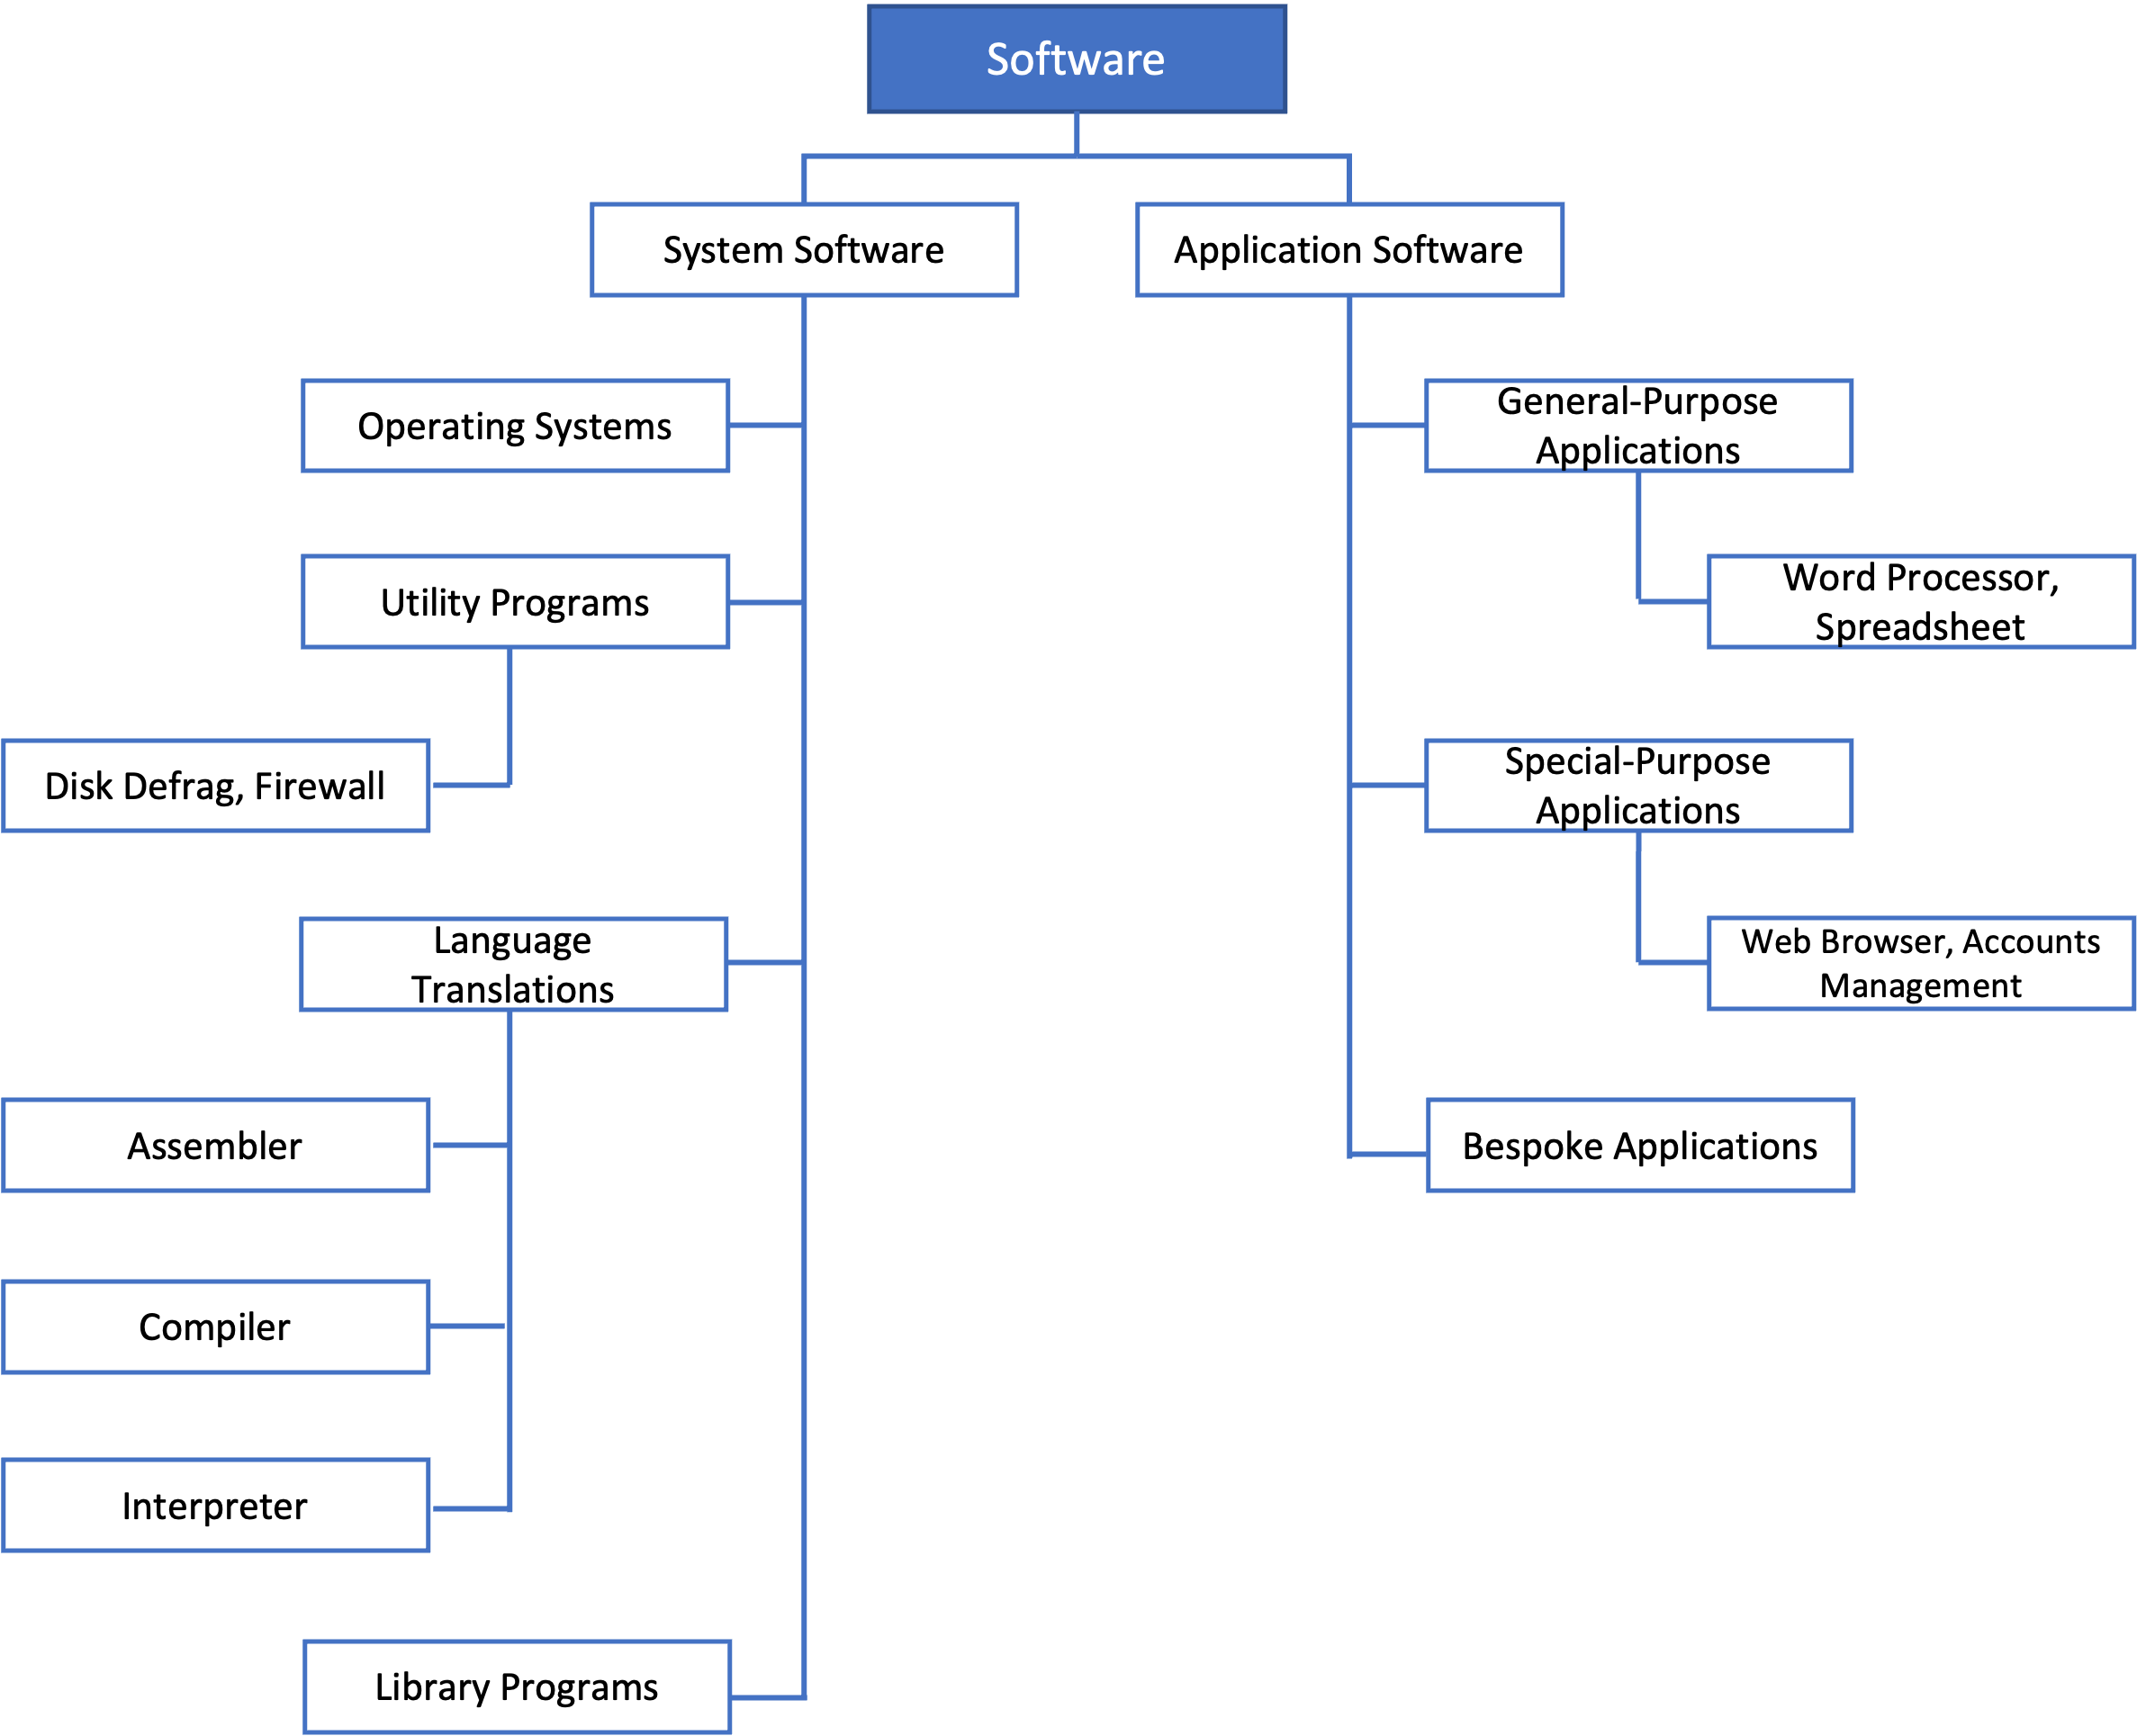 Software
System Software
Application Software
Operating Systems
General-Purpose
Applications
Utility Programs
Word Processor,
Spreadsheet
Disk Defrag, Firewall
Special-Purpose
Applications
Language
Translations
Web Browser, Accounts
Management
Assembler
Bespoke Applications
Compiler
Interpreter
Library Programs